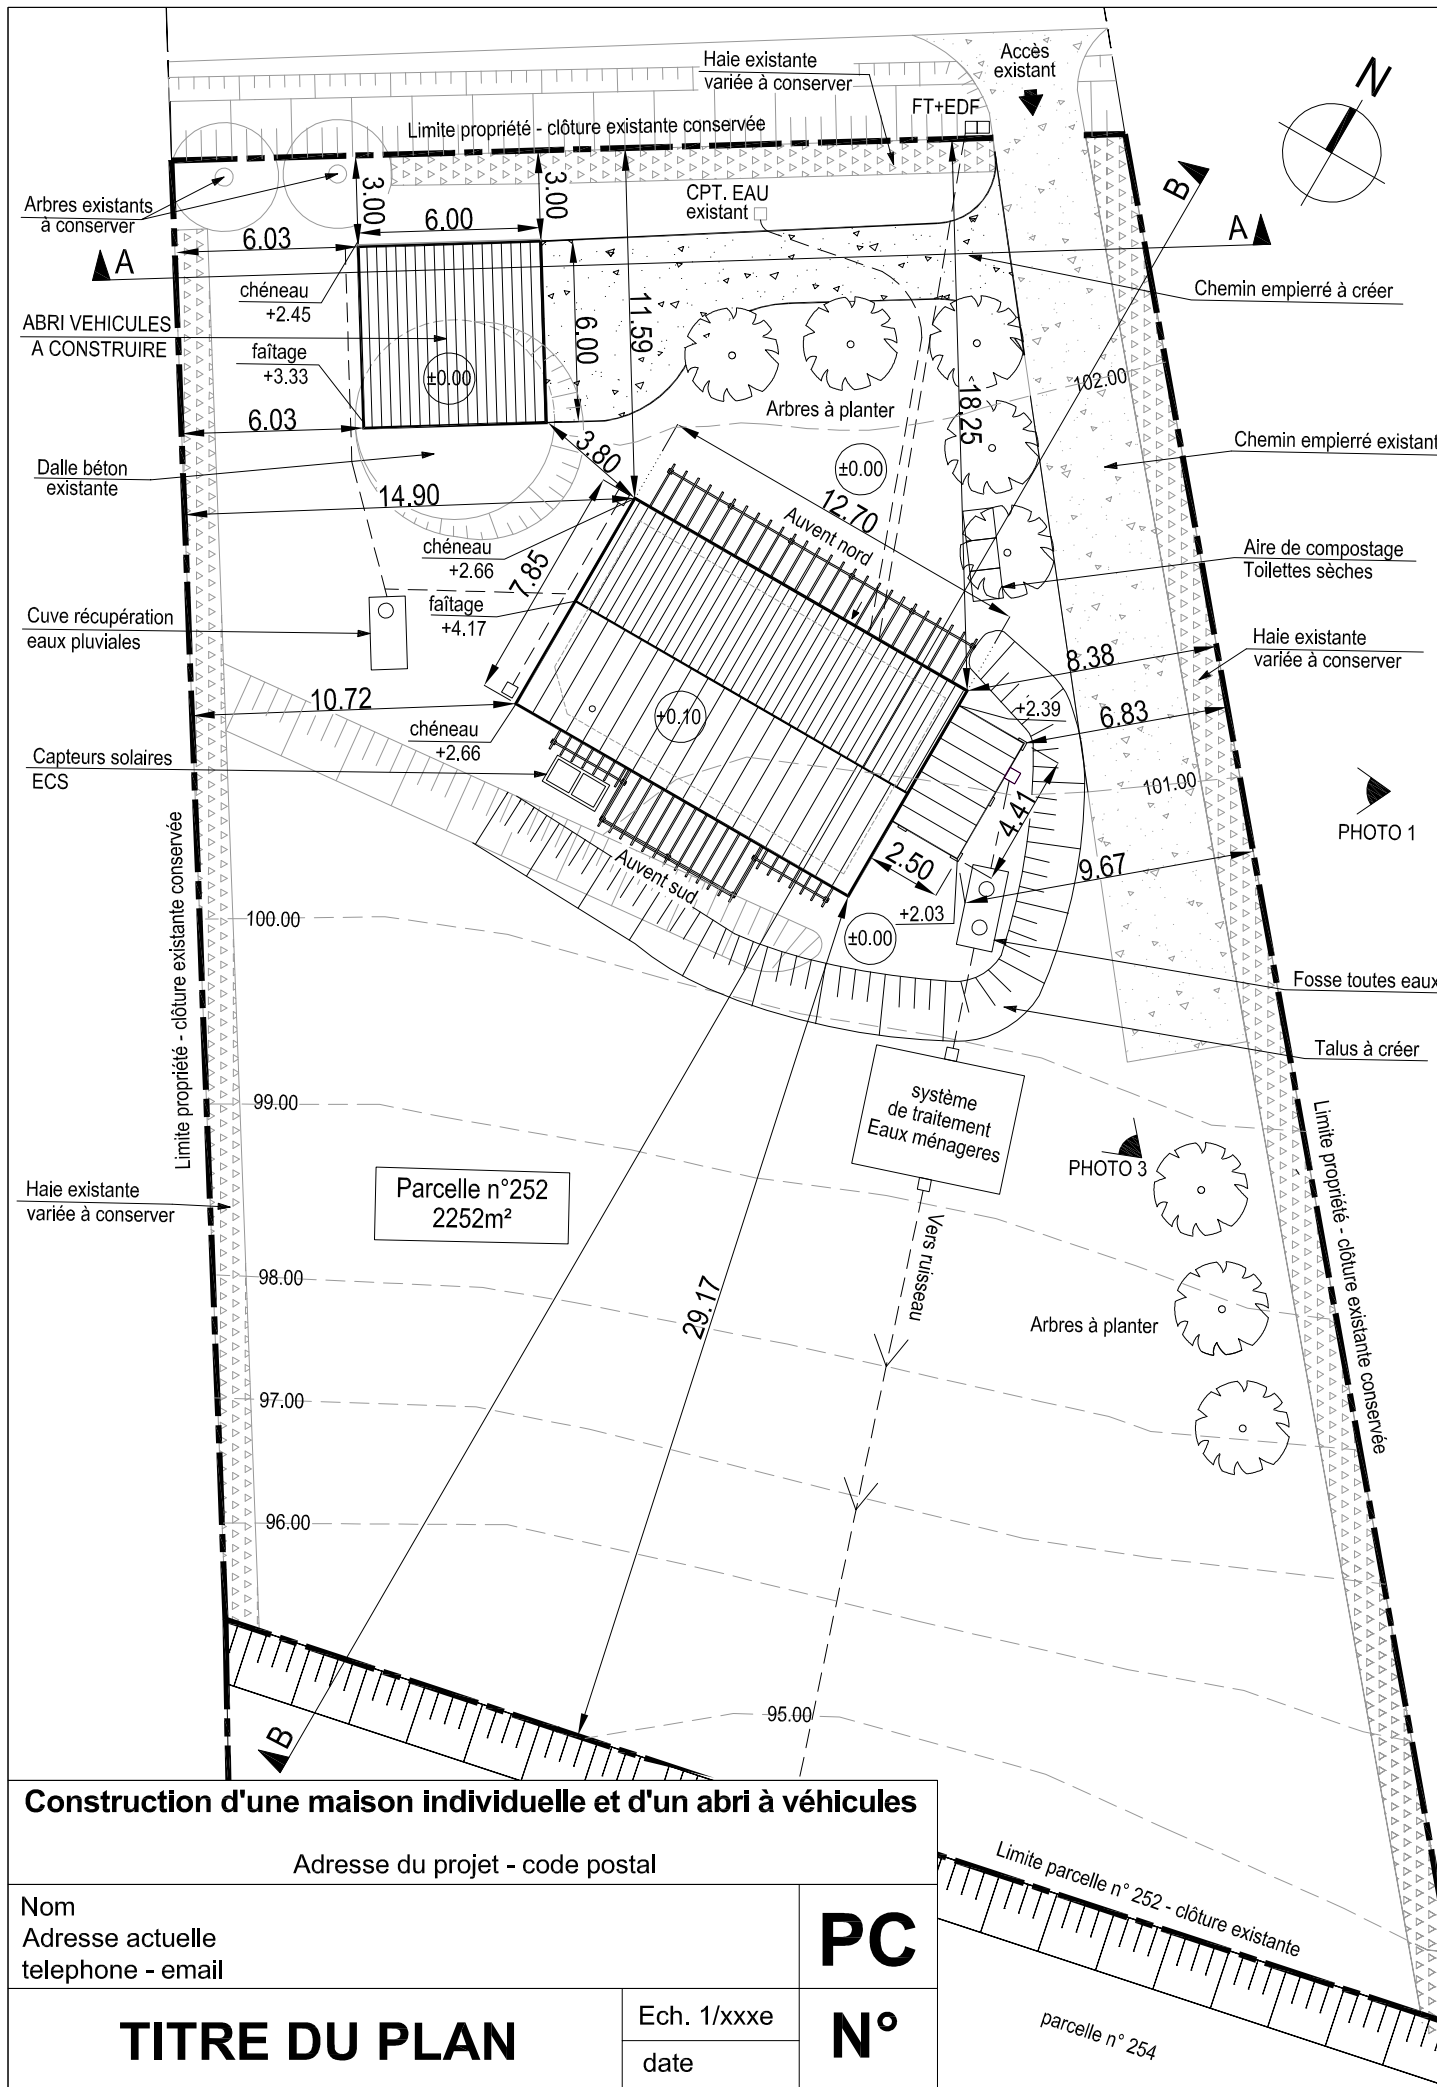 Haie existante
variée à conserver
Accès
existant
N
FT+EDF
Limite propriété - clôture existante conservée
Arbres existants
à conserver
3.00
6.00
3.00
CPT. EAU
existant
B
6.03
A
A
chéneau
+2.45
11.59
6.00
Chemin empierré à créer
ABRI VEHICULES
A CONSTRUIRE
faîtage
+3.33
±0.00
102.00
Arbres à planter
18.25
6.03
3.80
Chemin empierré existant
Dalle béton
existante
±0.00
14.90
12.70
Auvent nord
chéneau
+2.66
7.85
Aire de compostage
Toilettes sèches
faîtage
+4.17
Cuve récupération
eaux pluviales
Haie existante
variée à conserver
8.38
10.72
+0.10
+2.39
6.83
chéneau
+2.66
Capteurs solaires
ECS
101.00
4.41
PHOTO 1
Limite propriété - clôture existante conservée
Auvent sud
2.50
9.67
+2.03
100.00
±0.00
Fosse toutes eaux
Talus à créer
99.00
système
de traitement
Eaux ménageres
PHOTO 3
Limite propriété - clôture existante conservée
Haie existante
variée à conserver
Parcelle n°252
2252m²
Vers ruisseau
98.00
29.17
Arbres à planter
97.00
96.00
95.00
B
Construction d'une maison individuelle et d'un abri à véhicules
Adresse du projet - code postal
Limite parcelle n° 252 - clôture existante
Nom
Adresse actuelle
telephone - email
PC
TITRE DU PLAN
Ech. 1/xxxe
date
N°
parcelle n° 254